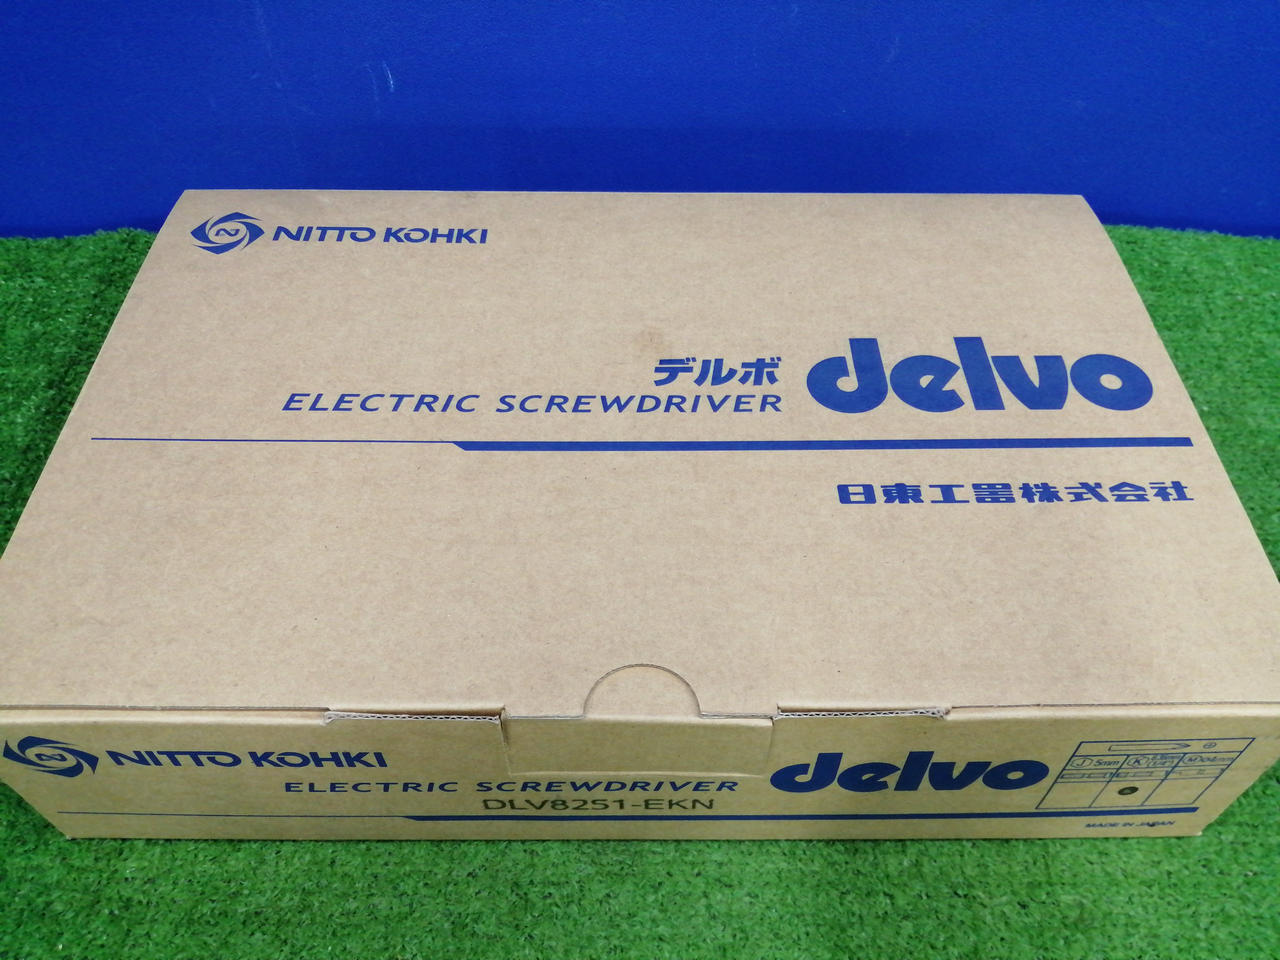 NITTO KOHKI
デルボ
delvo
ELECTRIC SCREWDRIVER
日東工器株式会社
NITTO KOHKI
ELECTRIC SCREWDRIVER
delvo
DLV8251-EKN
J 5mm K M
MADE IN JAPAN